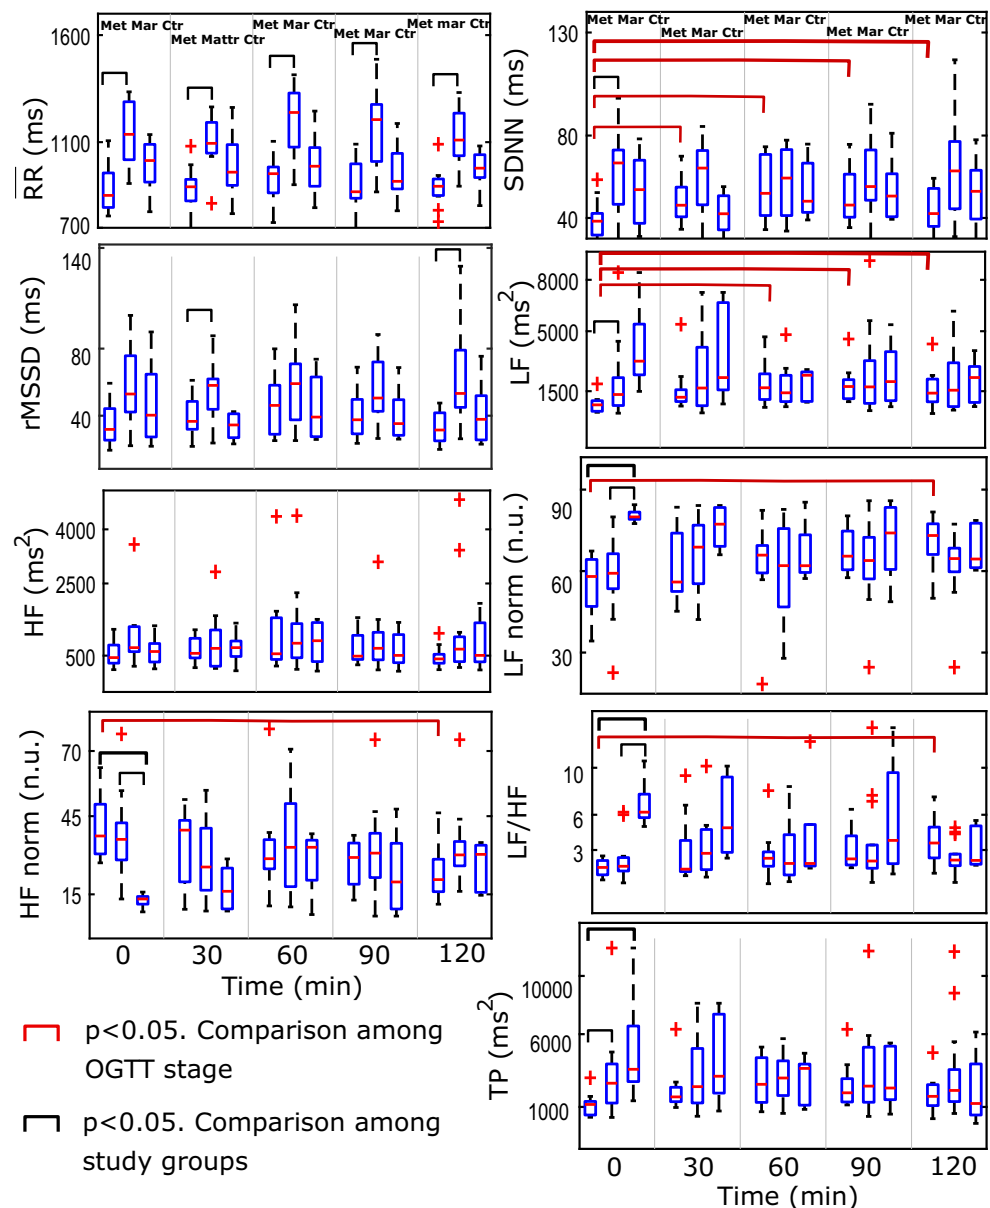 Met Mar Ctr
Met Mattr Ctr
Met Mar Ctr
Met Mar Ctr
Met mar Ctr
1600
1100
700
RR (ms)
Met Mar Ctr
Met Mar Ctr
Met Mar Ctr
Met Mar Ctr
Met Mar Ctr
130
80
40
SDNN (ms)
140
80
40
rMSSD (ms)
8000
5000
1500
LF (ms²)
4000
2500
500
HF (ms²)
90
60
30
LF norm (n.u.)
70
45
15
HF norm (n.u.)
0 30 60 90 120
Time (min)
10
6
3
LF/HF
10000
6000
1000
TP (ms²)
0 30 60 90 120
Time (min)
p<0.05. Comparison among
OGTT stage
p<0.05. Comparison among
study groups